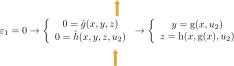 ε₁ = 0 → { 0 = ĝ(x, y, z) 0 = ĥ(x, y, z, u₂) → { y = g(x, u₂) z = h(x, g(x), u₂)